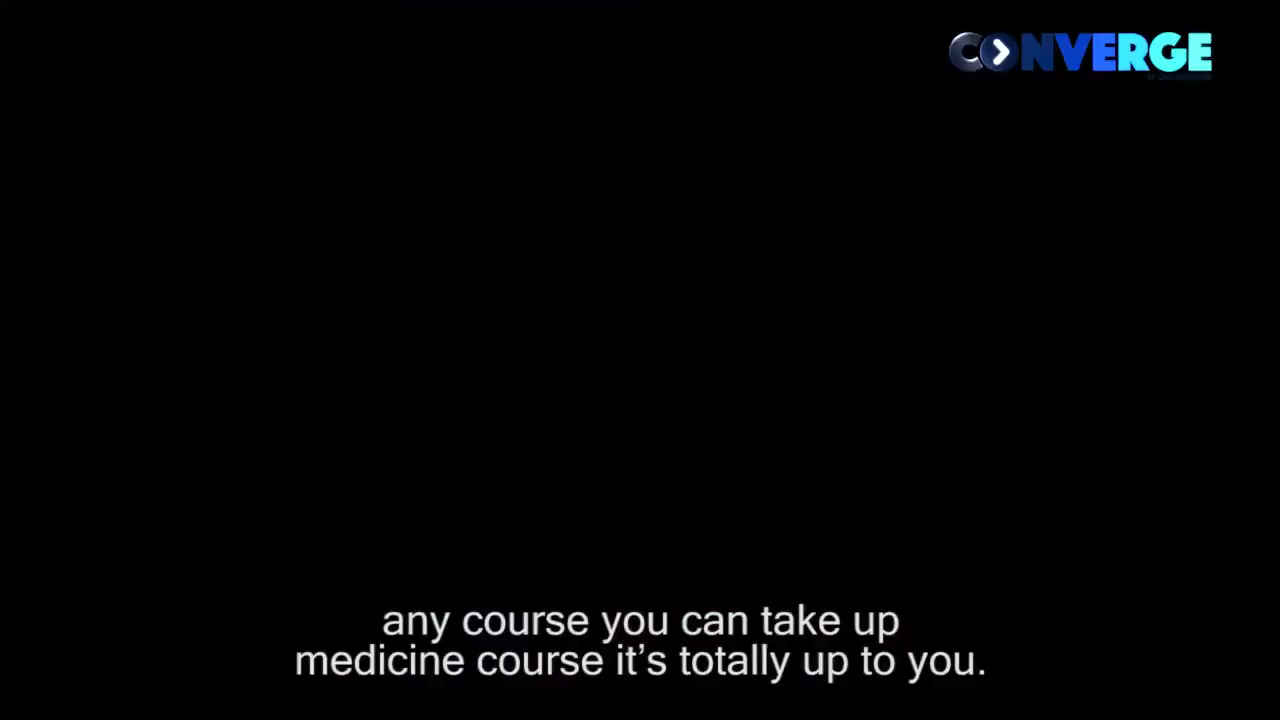 CONVERGE
any course you can take up
medicine course it’s totally up to you.